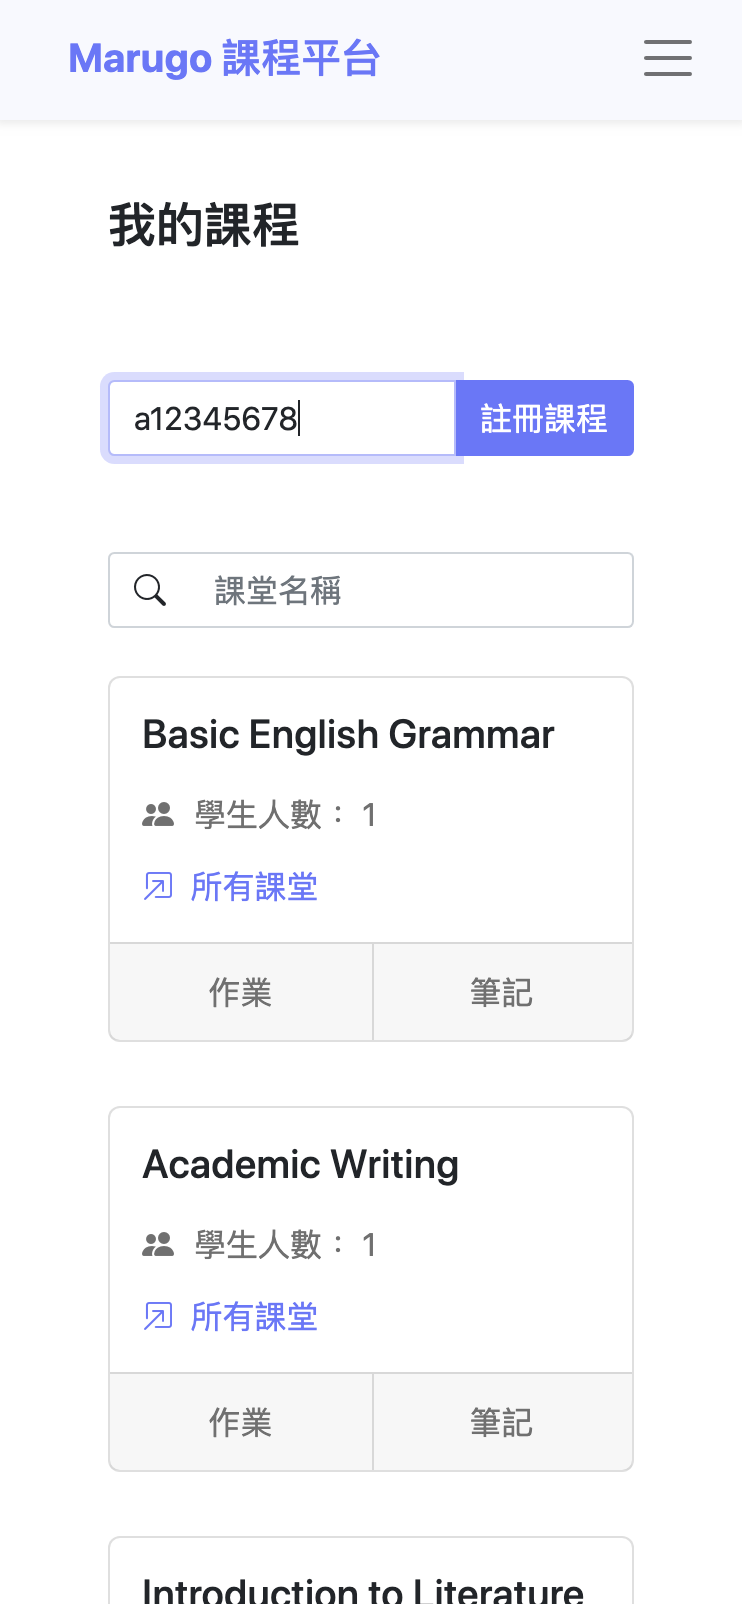 Marugo 課程平台
我的課程
a12345678
註冊課程
課堂名稱
Basic English Grammar
學生人數： 1
所有課堂
作業
筆記
Academic Writing
學生人數： 1
所有課堂
作業
筆記
Introduction to Literature